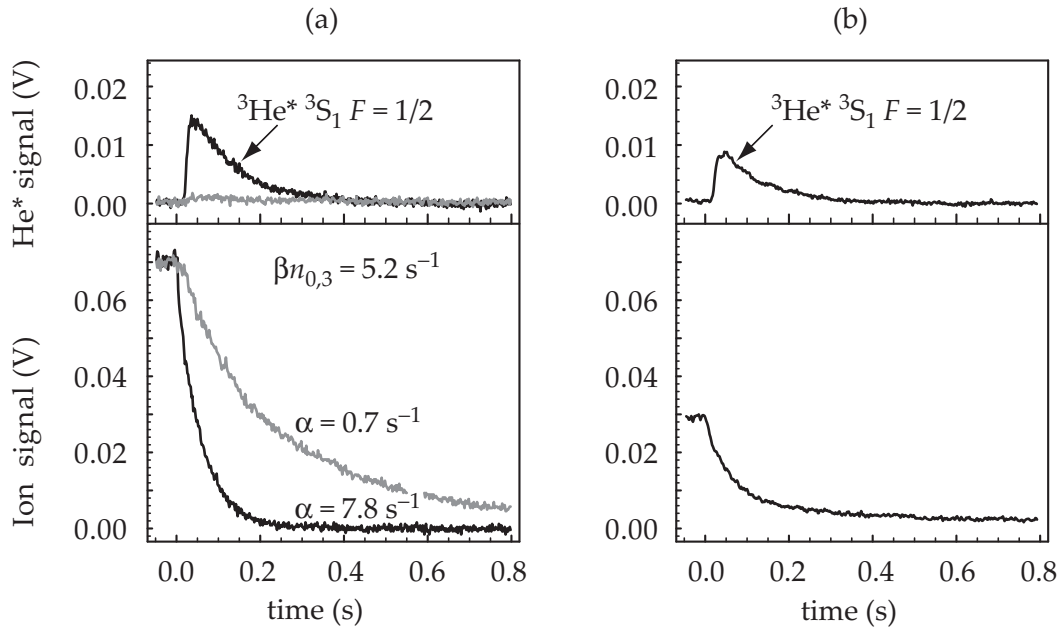 (a)
(b)
He* signal (V)
0.02
0.01
0.00
³He* ³S₁ F = 1/2
0.02
0.01
0.00
³He* ³S₁ F = 1/2
Ion signal (V)
0.06
0.04
0.02
0.00
βn₀,₃ = 5.2 s⁻¹
α = 0.7 s⁻¹
α = 7.8 s⁻¹
0.06
0.04
0.02
0.00
0.0 0.2 0.4 0.6 0.8
time (s)
0.0 0.2 0.4 0.6 0.8
time (s)